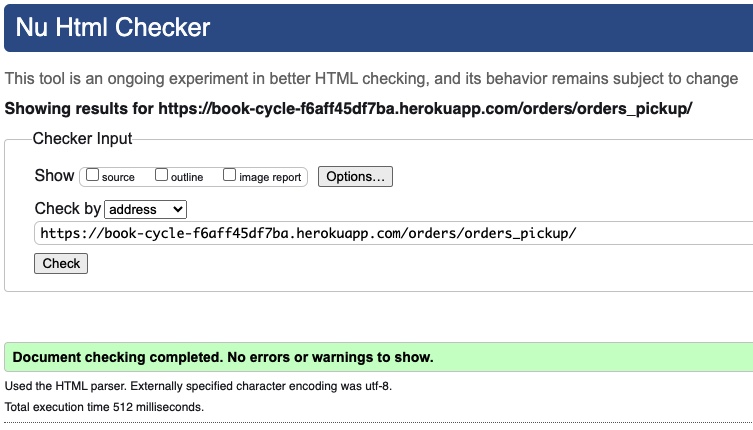 Nu Html Checker
This tool is an ongoing experiment in better HTML checking, and its behavior remains subject to change
Showing results for https://book-cycle-f6aff45df7ba.herokuapp.com/orders/orders_pickup/
Checker Input
Show source outline image report Options...
Check by address
https://book-cycle-f6aff45df7ba.herokuapp.com/orders/orders_pickup/
Check
Document checking completed. No errors or warnings to show.
Used the HTML parser. Externally specified character encoding was utf-8.
Total execution time 512 milliseconds.